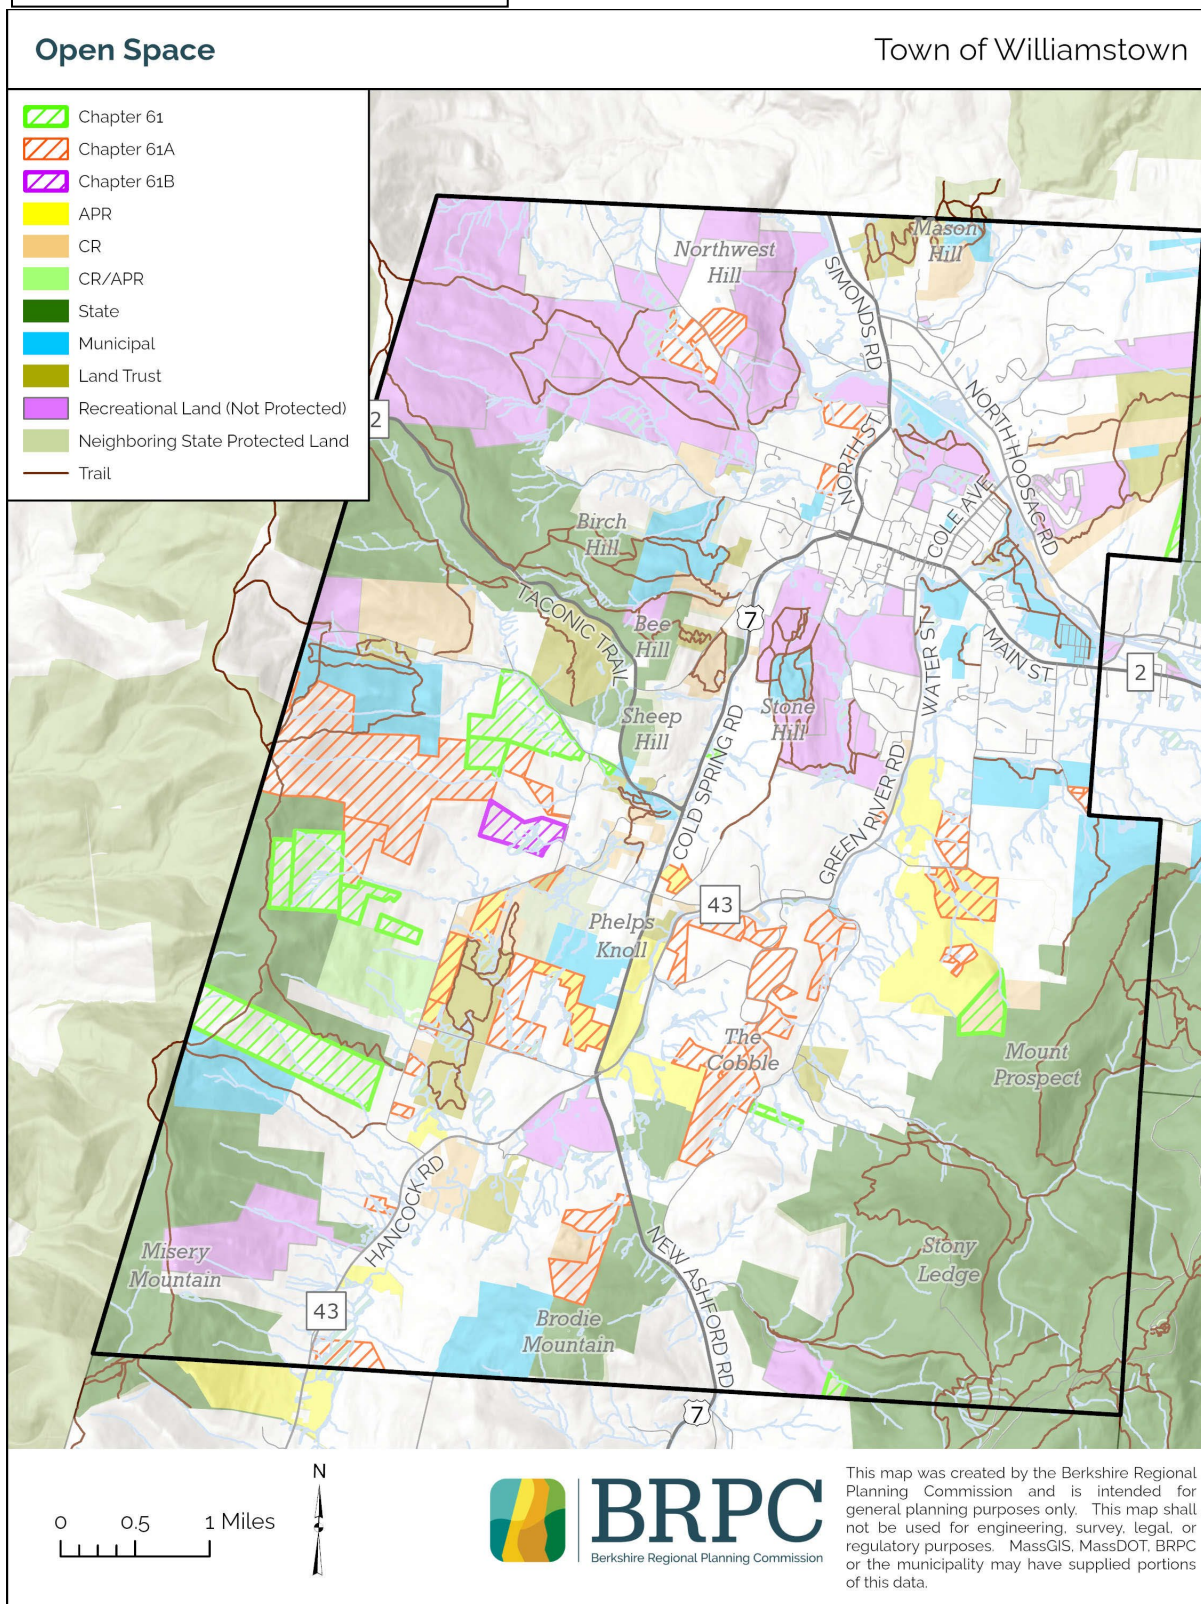 Open Space
Town of Williamstown
Chapter 61
Chapter 61A
Chapter 61B
APR
CR
CR/APR
State
Municipal
Land Trust
Recreational Land (Not Protected)
Neighboring State Protected Land
Trail
2
Northwest
Hill
Mason
Hill
SIMONDS RD
NORTH HOOSAC RD
NORTH ST
COLE AVE
Birch
Hill
TACONIC TRAIL
Bee
Hill
7
WATER ST
MAIN ST
2
Sheep
Hill
Stone
Hill
COLD SPRING RD
GREEN RIVER RD
43
Phelps
Knoll
The
Cobble
Mount
Prospect
HANCOCK RD
NEW ASHFORD RD
Misery
Mountain
Stony
Ledge
43
Brodie
Mountain
7
0 0.5 1 Miles
N
BRPC
Berkshire Regional Planning Commission
This map was created by the Berkshire Regional
Planning Commission and is intended for
general planning purposes only. This map shall
not be used for engineering, survey, legal, or
regulatory purposes. MassGIS, MassDOT, BRPC
or the municipality may have supplied portions
of this data.